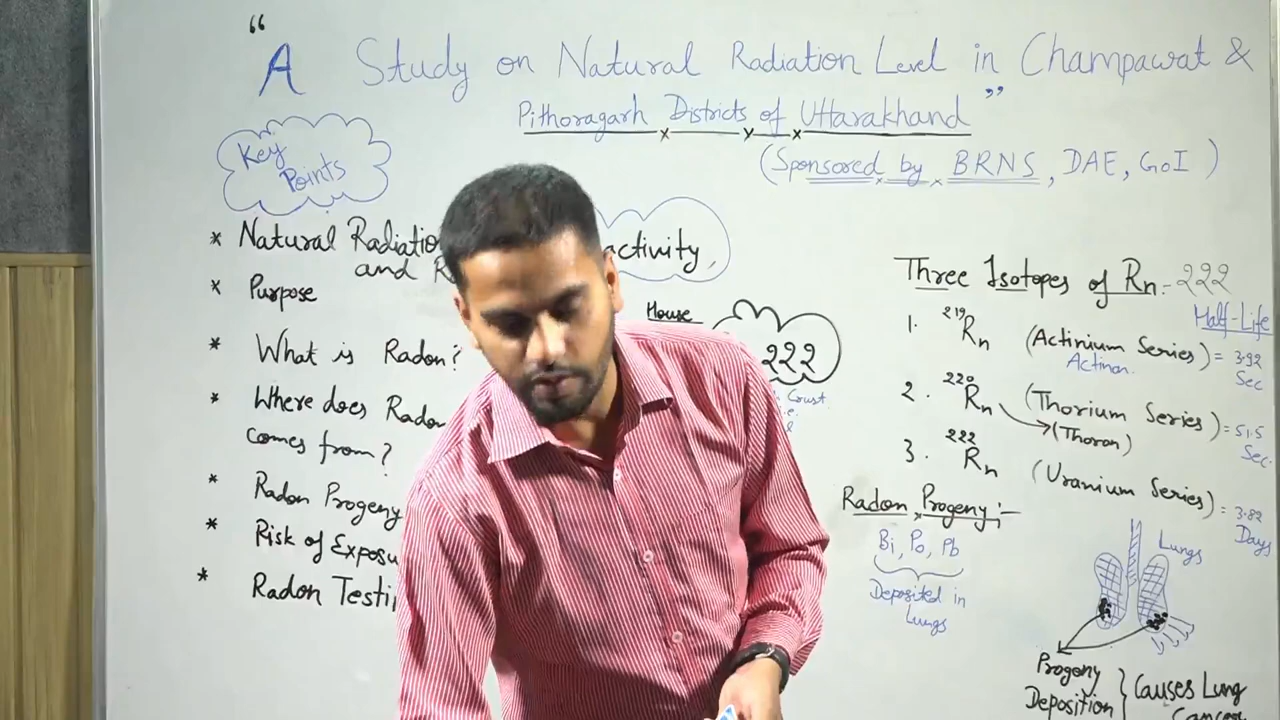 "A Study on Natural Radiation Level in Champawat &
Pithoragarh Districts of Uttarakhand"
(Sponsored by BRNS, DAE, GoI)
Key
Points
* Natural Radiatio
and R
activity,
* Purpose
* What is Radon?
* Where does Rado
comes from?
* Radon Progeny
* Risk of Exposu
* Radon Testi
House
222
Three Isotopes of Rn-222
Half-Life
1. ²¹⁹Rn (Actinium Series) = 3.92 Sec
Actinon.
2. ²²⁰Rn (Thorium Series) = 51.5 Sec.
(Thoron)
3. ²²²Rn (Uranium Series) = 3.82 Days
Radon Progeny :-
Bi, Po, Pb
Deposited in
Lungs
Lungs
Progeny
Deposition
Causes Lung
Cancer